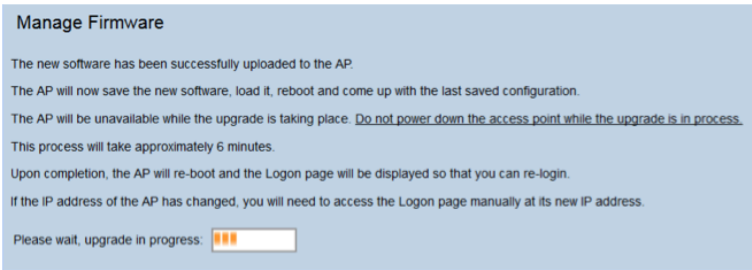 Manage Firmware
The new software has been successfully uploaded to the AP.
The AP will now save the new software, load it, reboot and come up with the last saved configuration.
The AP will be unavailable while the upgrade is taking place. Do not power down the access point while the upgrade is in process.
This process will take approximately 6 minutes.
Upon completion, the AP will re-boot and the Logon page will be displayed so that you can re-login.
If the IP address of the AP has changed, you will need to access the Logon page manually at its new IP address.
Please wait, upgrade in progress: